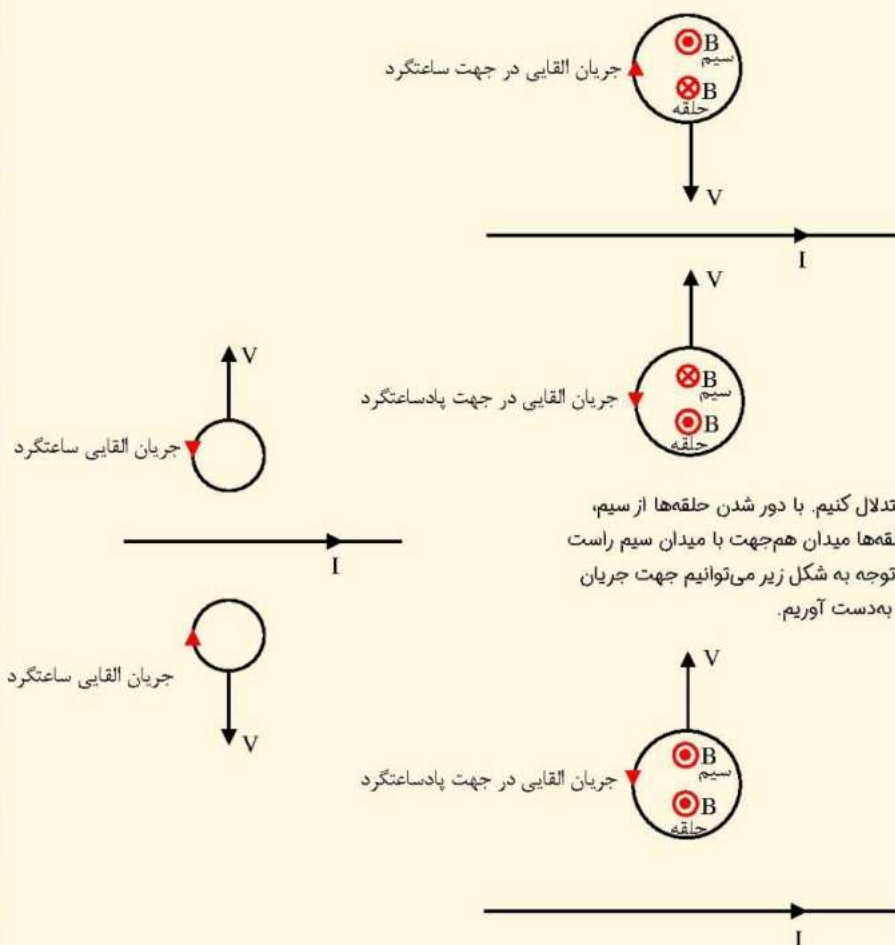 B
سیم
جریان القایی در جهت ساعتگرد
B
حلقه
V
I
V
B
سیم
جریان القایی در جهت پادساعتگرد
B
حلقه
V
جریان القایی ساعتگرد
I
جریان القایی ساعتگرد
V
تدلال کنیم. با دور شدن حلقه‌ها از سیم،
قه‌ها میدان هم‌جهت با میدان سیم راست
توجه به شکل زیر می‌توانیم جهت جریان
به‌دست آوریم.
V
B
سیم
جریان القایی در جهت پادساعتگرد
B
حلقه
I